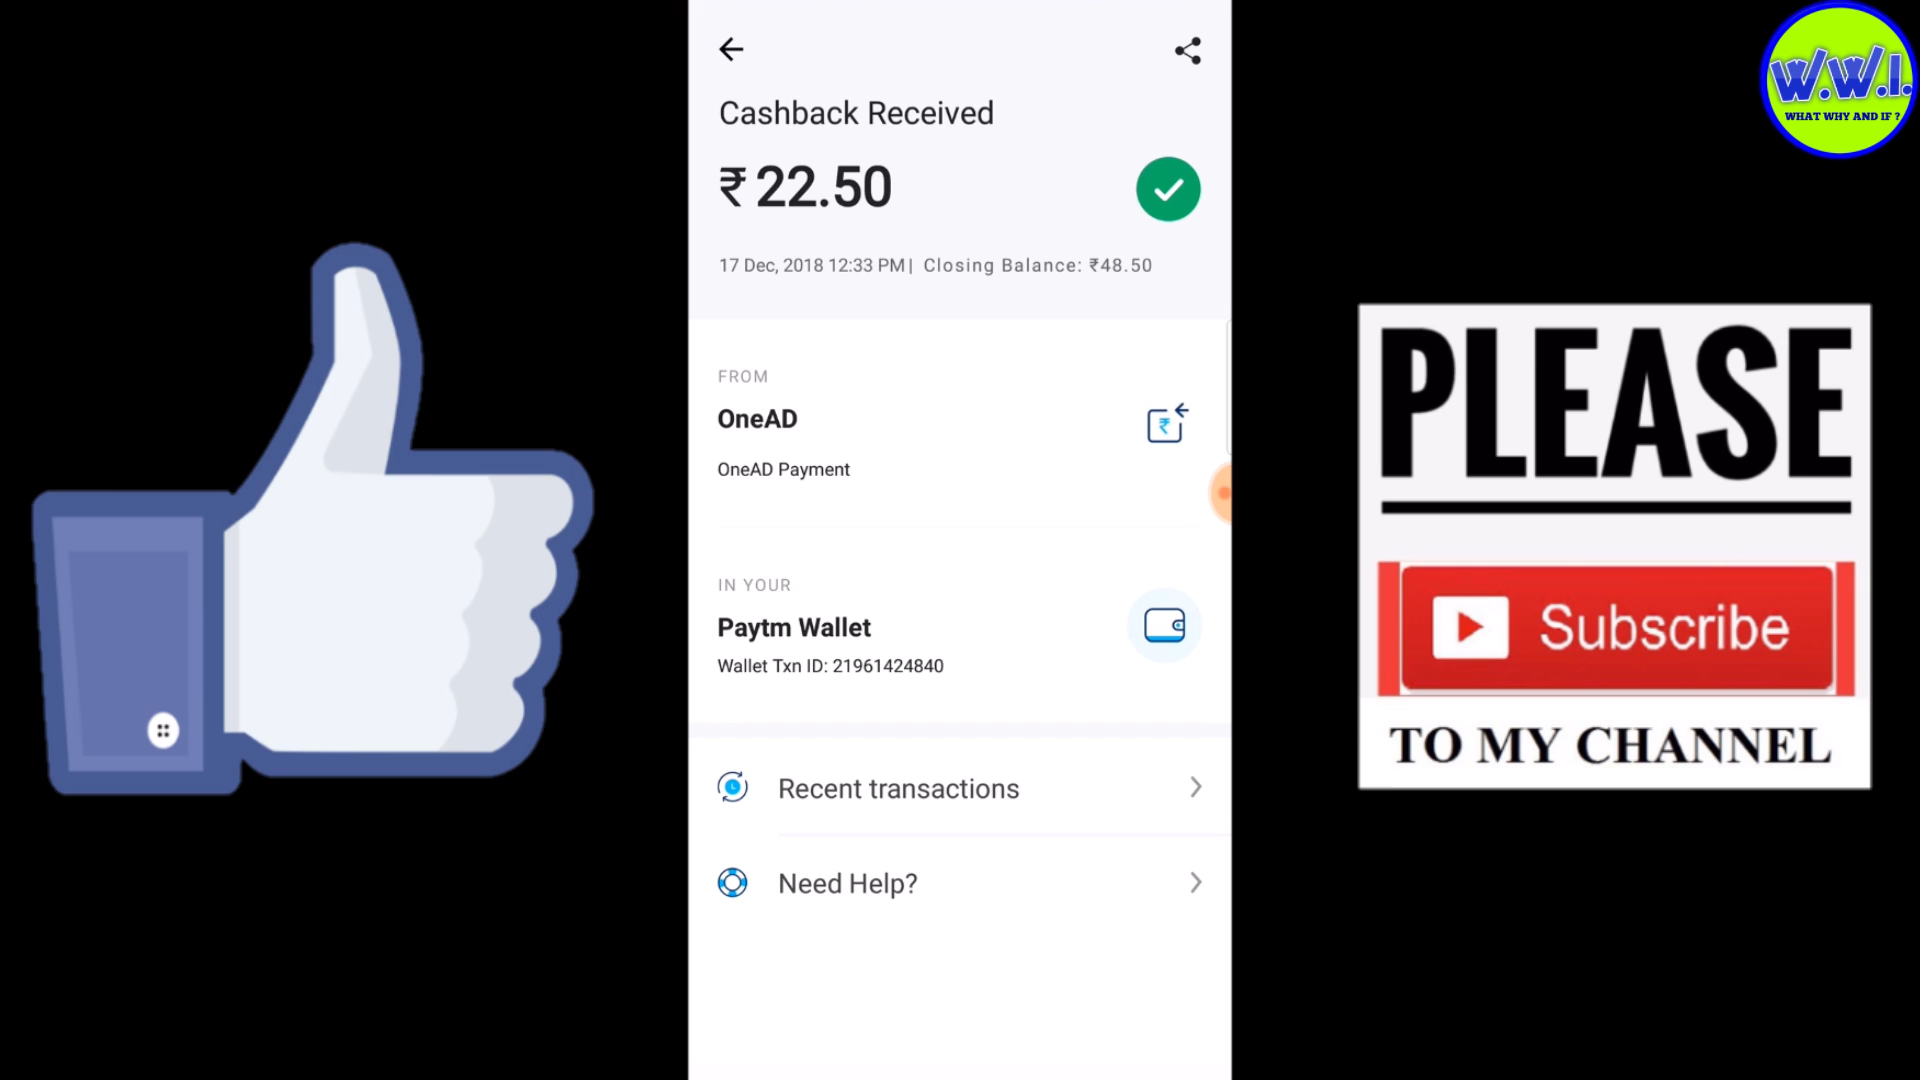 W.W.I.
WHAT WHY AND IF ?
Cashback Received
₹22.50
17 Dec, 2018 12:33 PM| Closing Balance: ₹48.50
FROM
OneAD
₹
OneAD Payment
IN YOUR
Paytm Wallet
Wallet Txn ID: 21961424840
Recent transactions
Need Help?
PLEASE
Subscribe
TO MY CHANNEL